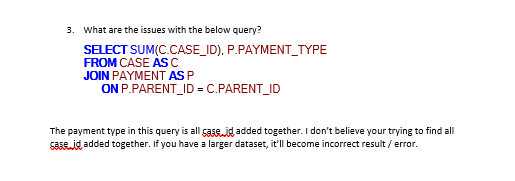 3. What are the issues with the below query?
SELECT SUM(C.CASE_ID), P.PAYMENT_TYPE
FROM CASE AS C
JOIN PAYMENT AS P
ON P.PARENT_ID = C.PARENT_ID
The payment type in this query is all case_id added together. I don't believe your trying to find all
case_id added together. If you have a larger dataset, it'll become incorrect result / error.